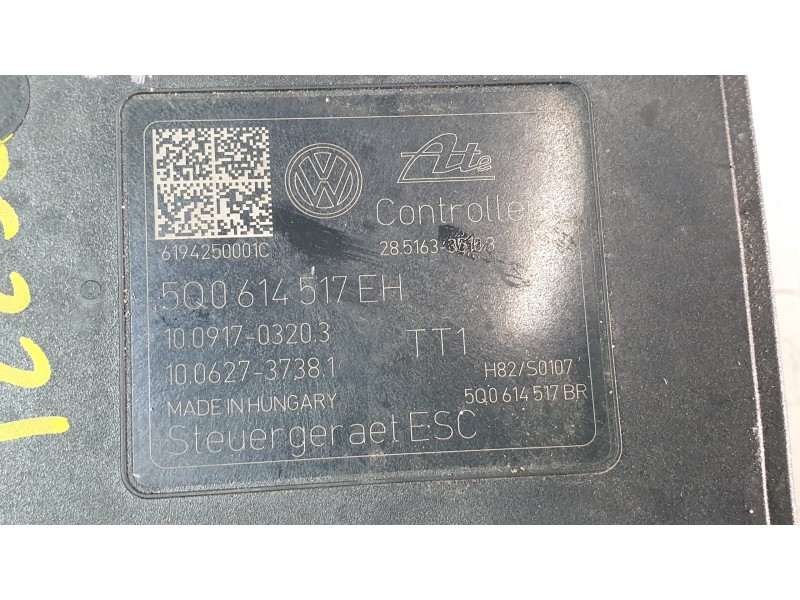 Ate
Controller
6194250001C
28.5163-
5Q0 614 517 EH
10.0917-0320.3
TT1
10.0627-3738.1
H82/S0107
MADE IN HUNGARY
5Q0 614 517 BR
Steuergeraet ESC